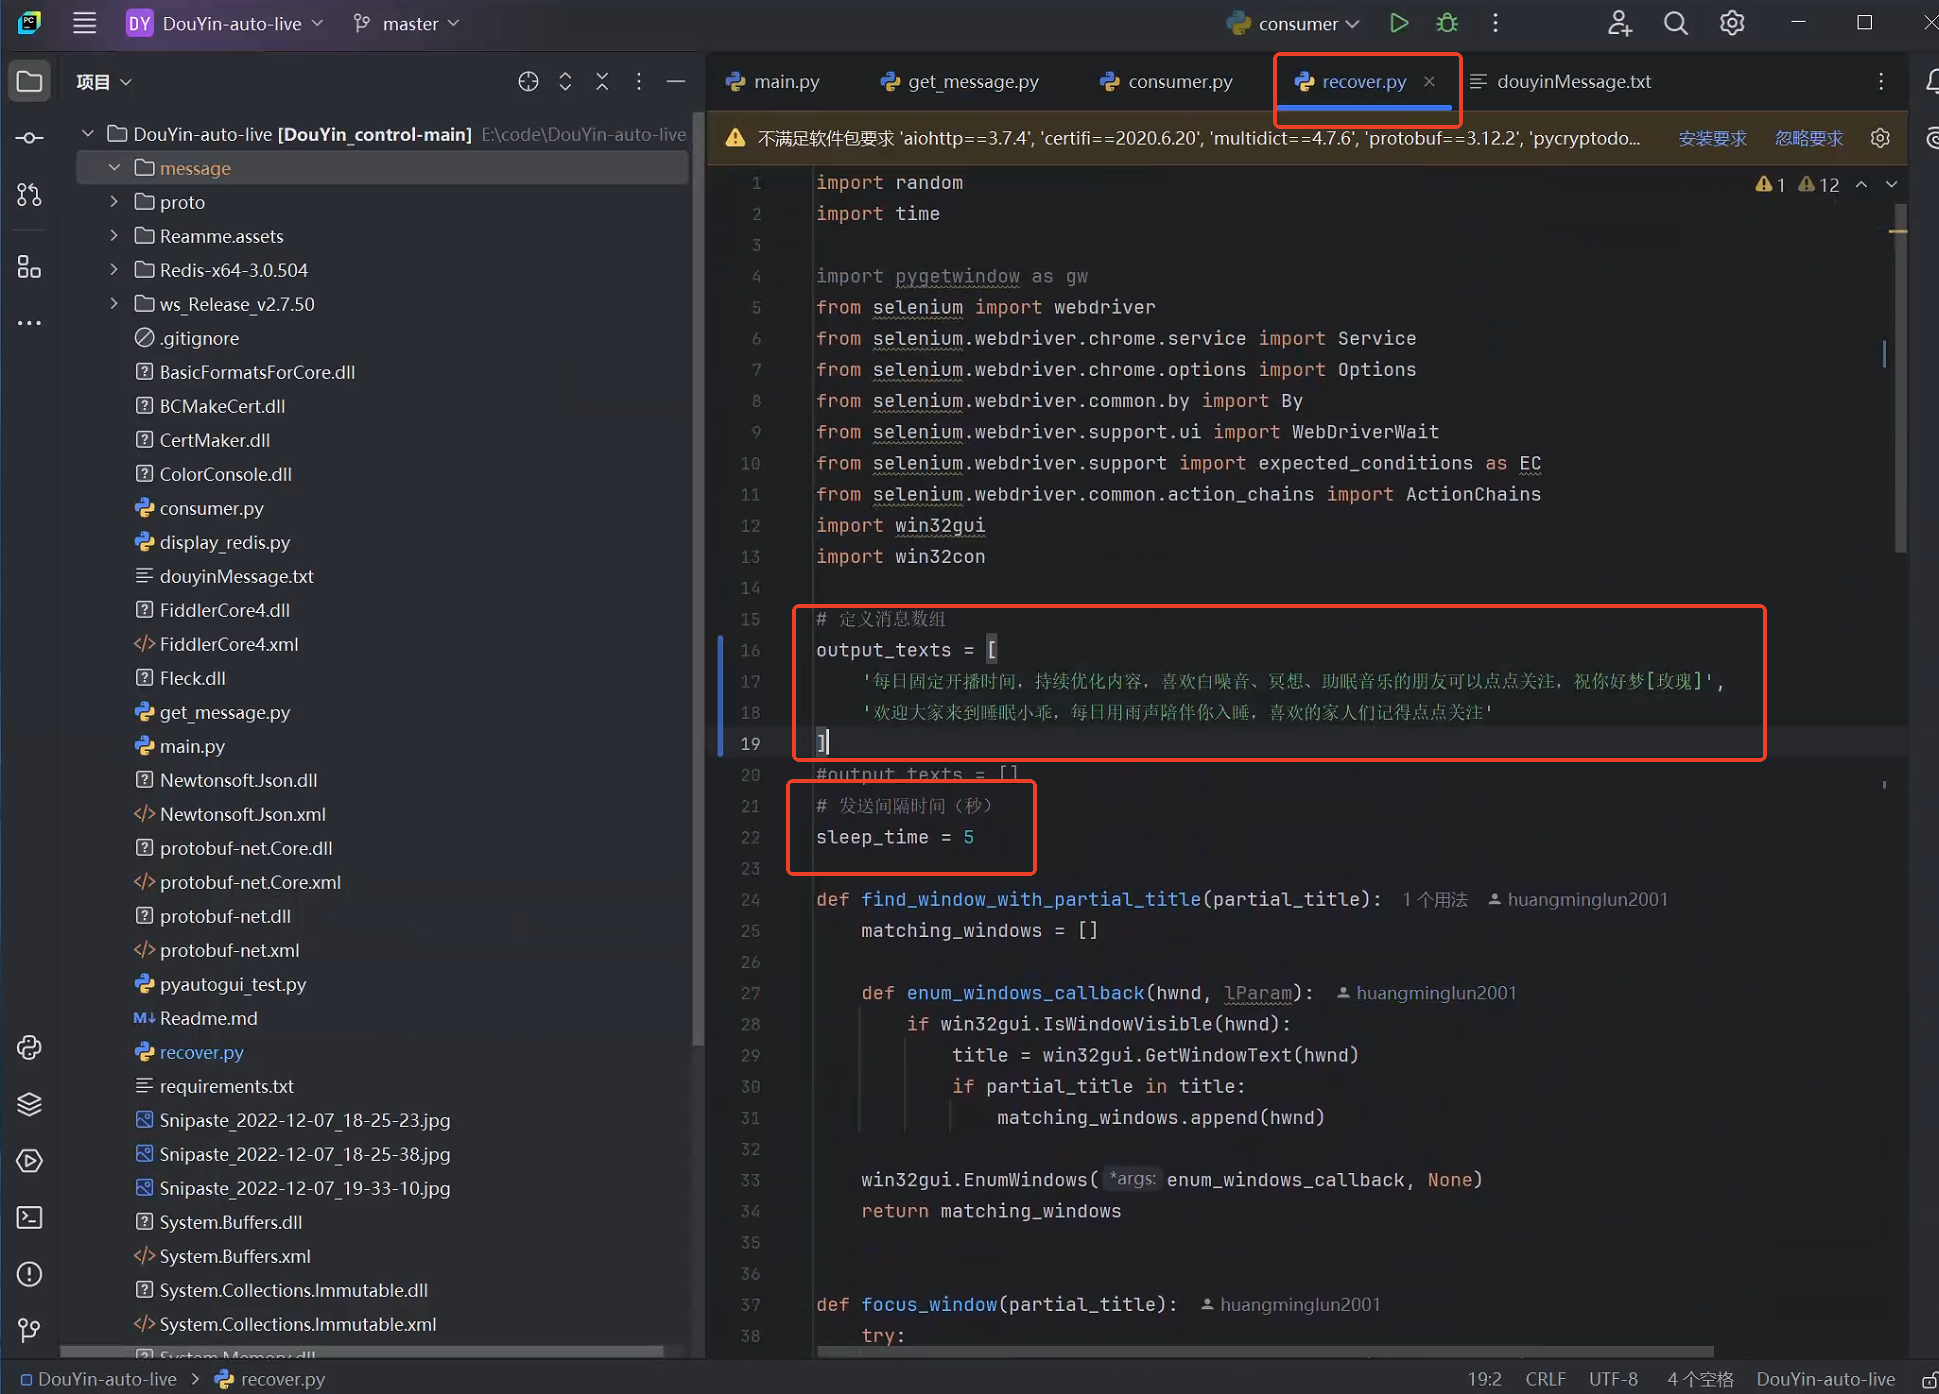 DY DouYin-auto-live master consumer
项目
main.py get_message.py consumer.py recover.py douyinMessage.txt
DouYin-auto-live [DouYin_control-main] E:\code\DouYin-auto-live
message
proto
Reamme.assets
Redis-x64-3.0.504
ws_Release_v2.7.50
.gitignore
BasicFormatsForCore.dll
BCMakeCert.dll
CertMaker.dll
ColorConsole.dll
consumer.py
display_redis.py
douyinMessage.txt
FiddlerCore4.dll
FiddlerCore4.xml
Fleck.dll
get_message.py
main.py
Newtonsoft.Json.dll
Newtonsoft.Json.xml
protobuf-net.Core.dll
protobuf-net.Core.xml
protobuf-net.dll
protobuf-net.xml
pyautogui_test.py
Readme.md
recover.py
requirements.txt
Snipaste_2022-12-07_18-25-23.jpg
Snipaste_2022-12-07_18-25-38.jpg
Snipaste_2022-12-07_19-33-10.jpg
System.Buffers.dll
System.Buffers.xml
System.Collections.Immutable.dll
System.Collections.Immutable.xml
System.Memory.dll
不满足软件包要求 'aiohttp==3.7.4', 'certifi==2020.6.20', 'multidict==4.7.6', 'protobuf==3.12.2', 'pycryptodo... 安装要求 忽略要求
1 12
1 import random
2 import time
3
4 import pygetwindow as gw
5 from selenium import webdriver
6 from selenium.webdriver.chrome.service import Service
7 from selenium.webdriver.chrome.options import Options
8 from selenium.webdriver.common.by import By
9 from selenium.webdriver.support.ui import WebDriverWait
10 from selenium.webdriver.support import expected_conditions as EC
11 from selenium.webdriver.common.action_chains import ActionChains
12 import win32gui
13 import win32con
14
15 # 定义消息数组
16 output_texts = [
17 '每日固定开播时间，持续优化内容，喜欢白噪音、冥想、助眠音乐的朋友可以点点关注，祝你好梦[玫瑰]',
18 '欢迎大家来到睡眠小乖，每日用雨声陪伴你入睡，喜欢的家人们记得点点关注'
19 ]
20 #output_texts = []
21 # 发送间隔时间（秒）
22 sleep_time = 5
23
24 def find_window_with_partial_title(partial_title): 1 个用法 huangminglun2001
25 matching_windows = []
26
27 def enum_windows_callback(hwnd, lParam): huangminglun2001
28 if win32gui.IsWindowVisible(hwnd):
29 title = win32gui.GetWindowText(hwnd)
30 if partial_title in title:
31 matching_windows.append(hwnd)
32
33 win32gui.EnumWindows( *args: enum_windows_callback, None)
34 return matching_windows
35
36
37 def focus_window(partial_title): huangminglun2001
38 try:
DouYin-auto-live > recover.py 19:2 CRLF UTF-8 4 个空格 DouYin-auto-live